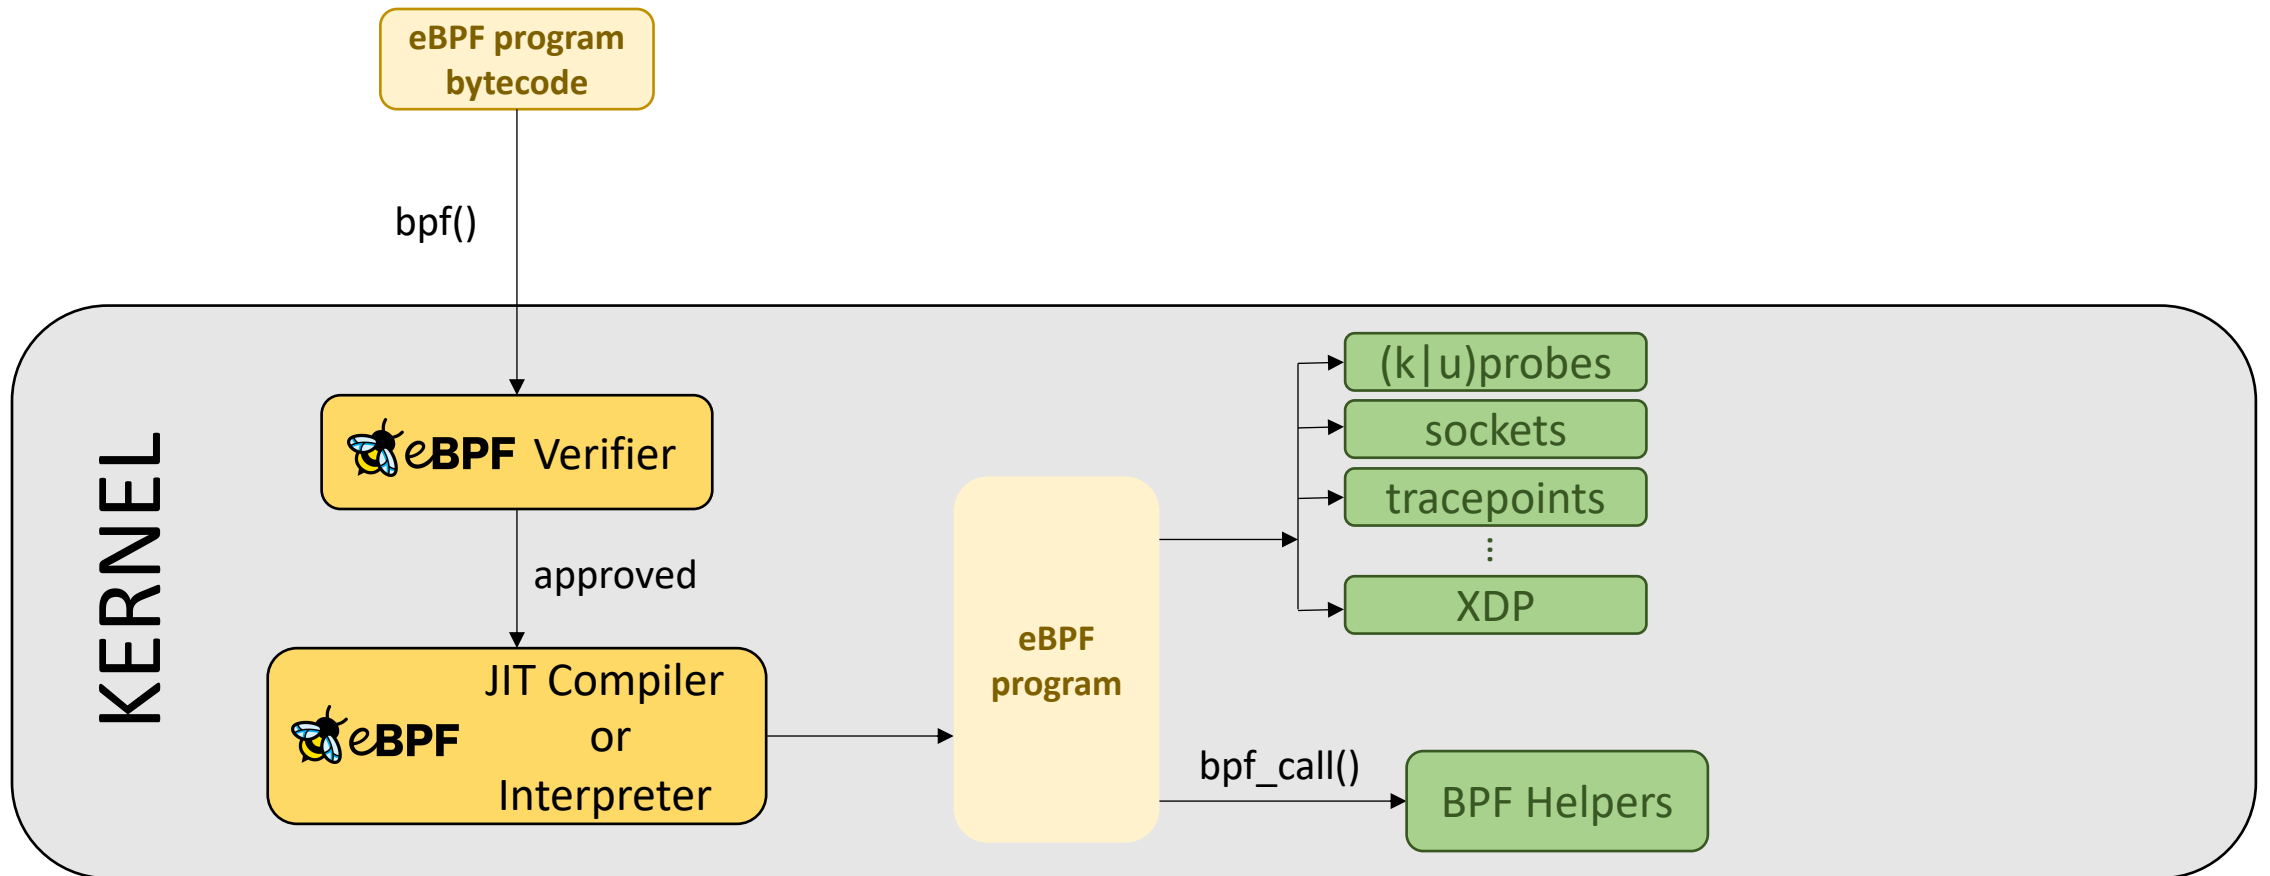 eBPF program
bytecode
bpf()
KERNEL
eBPF Verifier
approved
eBPF
JIT Compiler
or
Interpreter
eBPF
program
(k|u)probes
sockets
tracepoints
...
XDP
bpf_call()
BPF Helpers